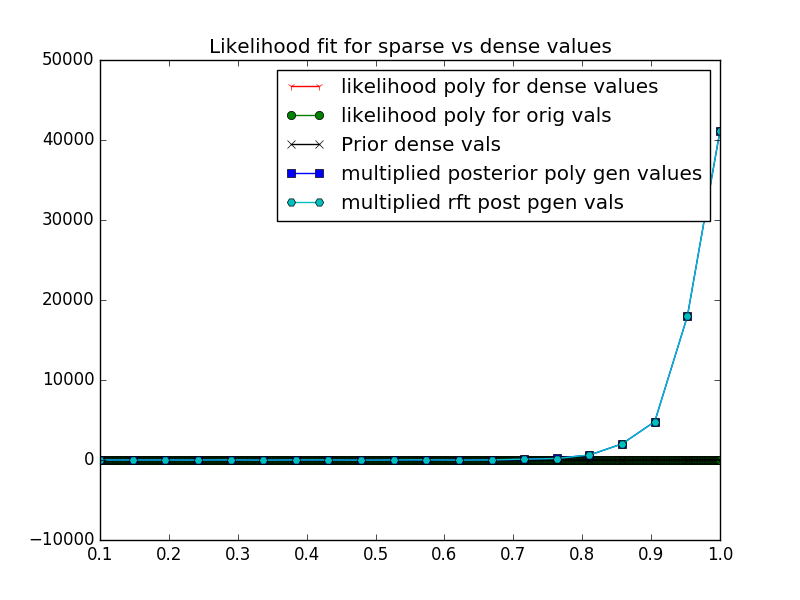 Likelihood fit for sparse vs dense values
50000
40000
30000
20000
10000
0
−10000
likelihood poly for dense values
likelihood poly for orig vals
Prior dense vals
multiplied posterior poly gen values
multiplied rft post pgen vals
0.1 0.2 0.3 0.4 0.5 0.6 0.7 0.8 0.9 1.0